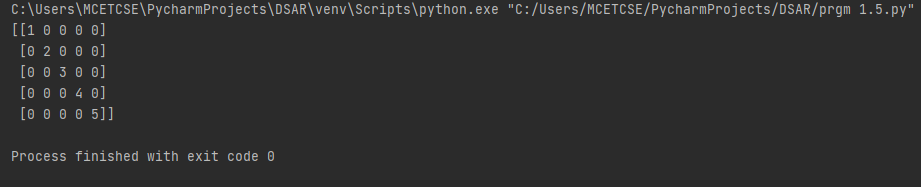 C:\Users\MCETCSE\PycharmProjects\DSAR\venv\Scripts\python.exe "C:/Users/MCETCSE/PycharmProjects/DSAR/prgm 1.5.py"
[[1 0 0 0 0]
 [0 2 0 0 0]
 [0 0 3 0 0]
 [0 0 0 4 0]
 [0 0 0 0 5]]
Process finished with exit code 0